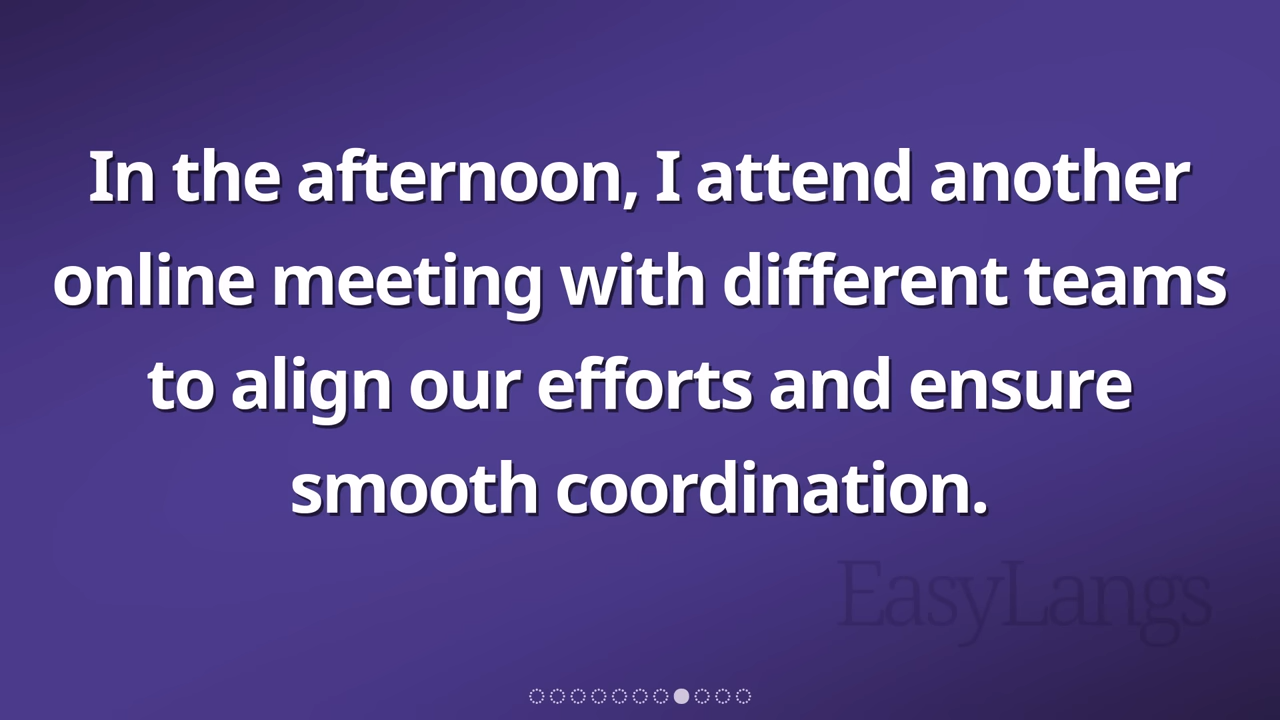 In the afternoon, I attend another
online meeting with different teams
to align our efforts and ensure
smooth coordination.
EasyLangs